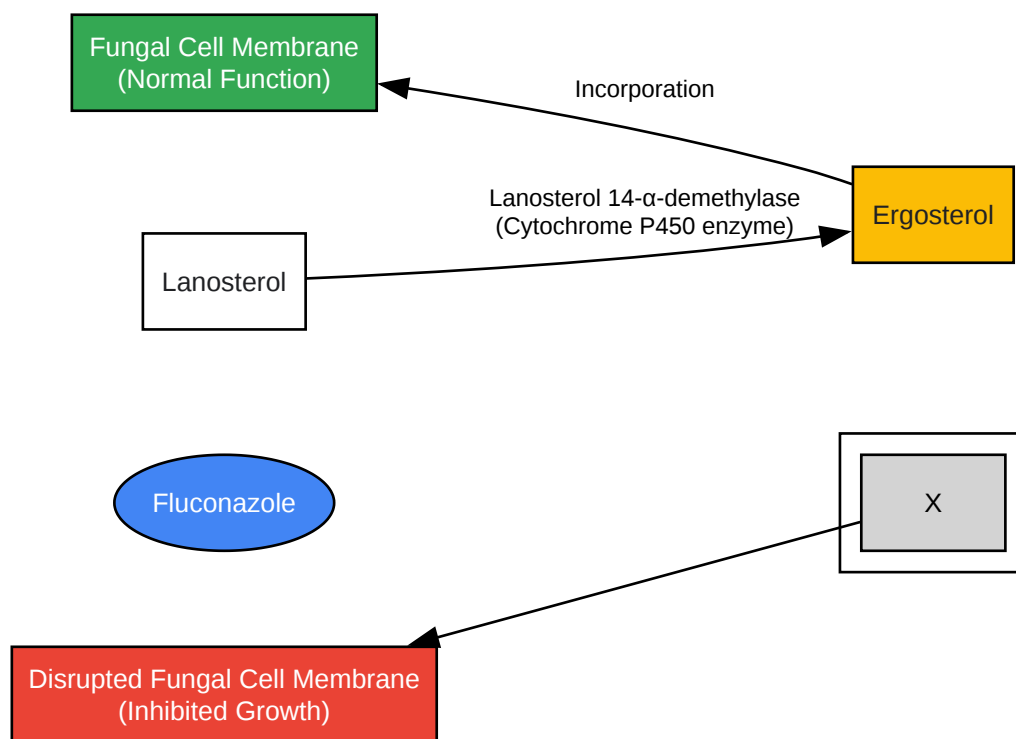 Fungal Cell Membrane
(Normal Function)
Incorporation
Lanosterol 14-α-demethylase
(Cytochrome P450 enzyme)
Ergosterol
Lanosterol
Fluconazole
X
Disrupted Fungal Cell Membrane
(Inhibited Growth)